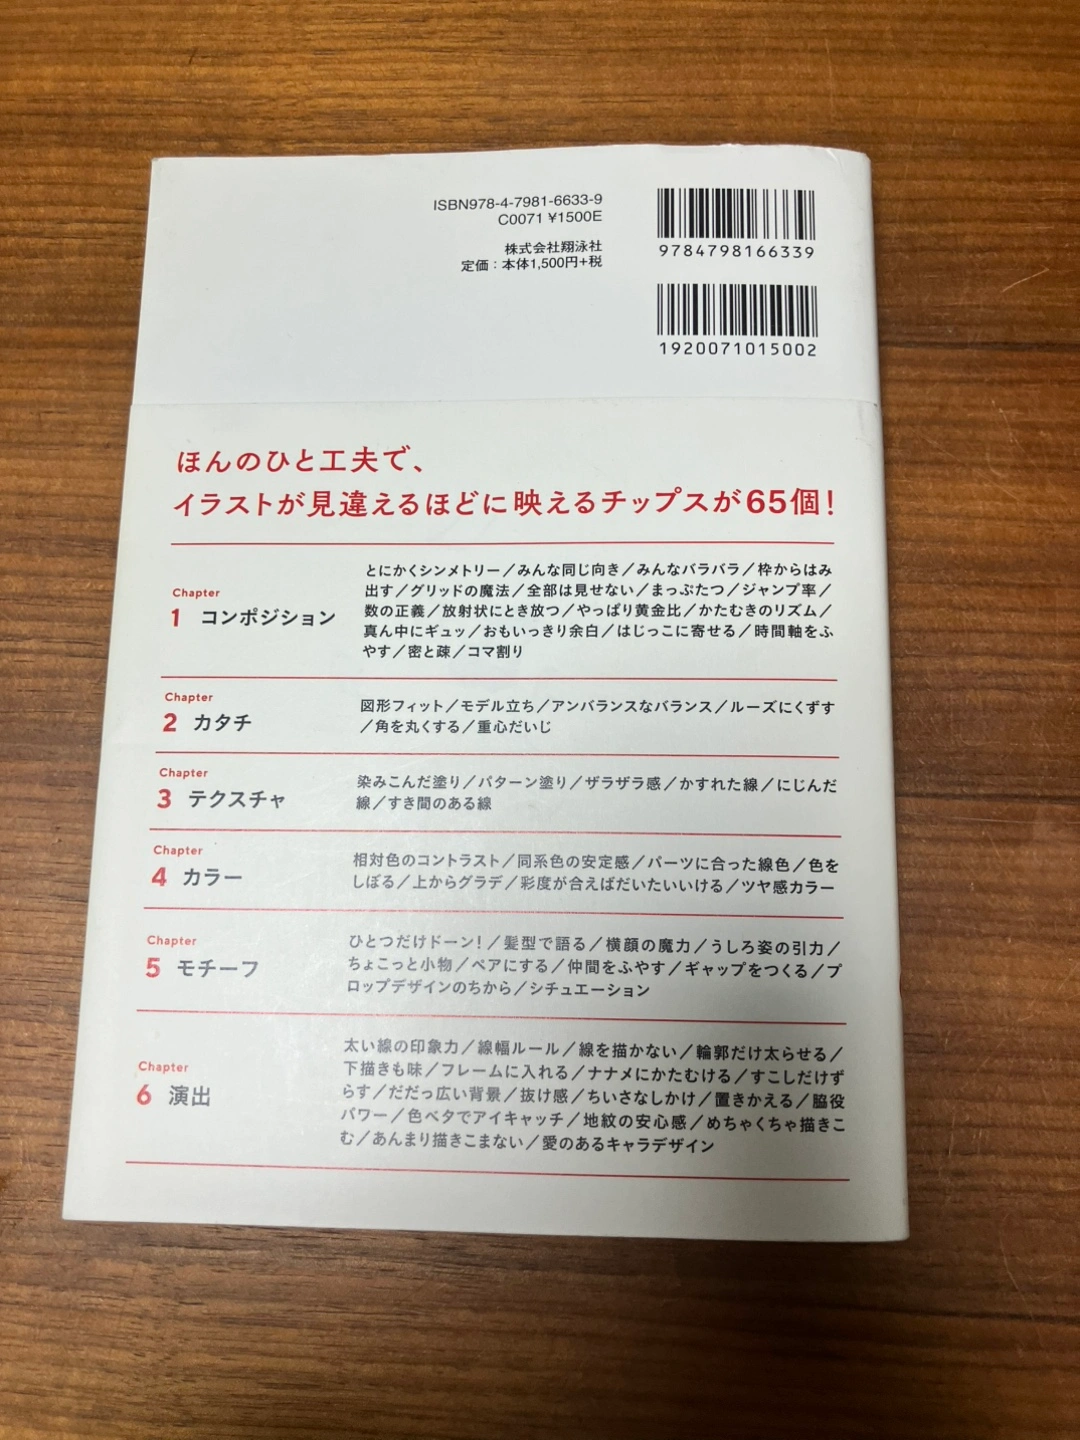 ISBN978-4-7981-6633-9
C0071 ¥1500E
株式会社翔泳社
定価：本体1,500円+税
9784798166339
1920071015002
ほんのひと工夫で、
イラストが見違えるほどに映えるチップスが65個！
Chapter
1 コンポジション
とにかくシンメトリー／みんな同じ向き／みんなバラバラ／枠からはみ
出す／グリッドの魔法／全部は見せない／まっぷたつ／ジャンプ率／
数の正義／放射状にとき放つ／やっぱり黄金比／かたむきのリズム／
真ん中にギュッ／おもいっきり余白／はじっこに寄せる／時間軸をふ
やす／密と疎／コマ割り
Chapter
2 カタチ
図形フィット／モデル立ち／アンバランスなバランス／ルーズにくずす
／角を丸くする／重心だいじ
Chapter
3 テクスチャ
染みこんだ塗り／パターン塗り／ザラザラ感／かすれた線／にじんだ
線／すき間のある線
Chapter
4 カラー
相対色のコントラスト／同系色の安定感／パーツに合った線色／色を
しぼる／上からグラデ／彩度が合えばだいたいいける／ツヤ感カラー
Chapter
5 モチーフ
ひとつだけドーン！／髪型で語る／横顔の魔力／うしろ姿の引力／
ちょこっと小物／ペアにする／仲間をふやす／ギャップをつくる／プ
ロップデザインのちから／シチュエーション
Chapter
6 演出
太い線の印象力／線幅ルール／線を描かない／輪郭だけ太らせる／
下描きも味／フレームに入れる／ナナメにかたむける／すこしだけず
らす／だだっ広い背景／抜け感／ちいさなしかけ／置きかえる／脇役
パワー／色ベタでアイキャッチ／地紋の安心感／めちゃくちゃ描きこ
む／あんまり描きこまない／愛のあるキャラデザイン